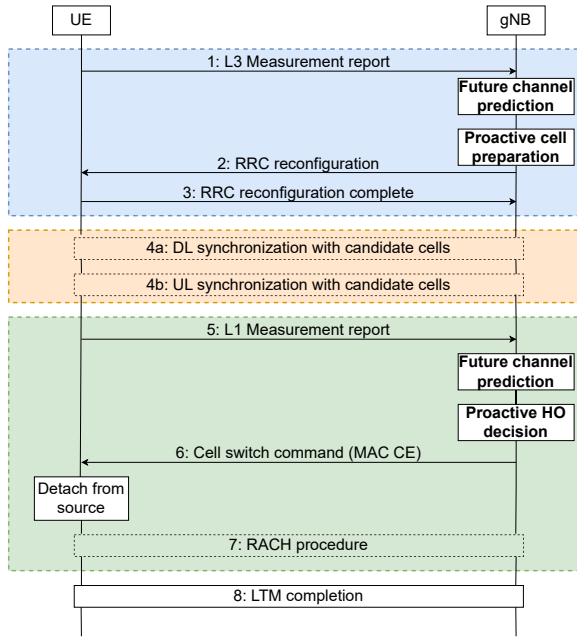 UE
gNB
1: L3 Measurement report
Future channel
prediction
Proactive cell
preparation
2: RRC reconfiguration
3: RRC reconfiguration complete
4a: DL synchronization with candidate cells
4b: UL synchronization with candidate cells
5: L1 Measurement report
Future channel
prediction
Proactive HO
decision
6: Cell switch command (MAC CE)
Detach from
source
7: RACH procedure
8: LTM completion